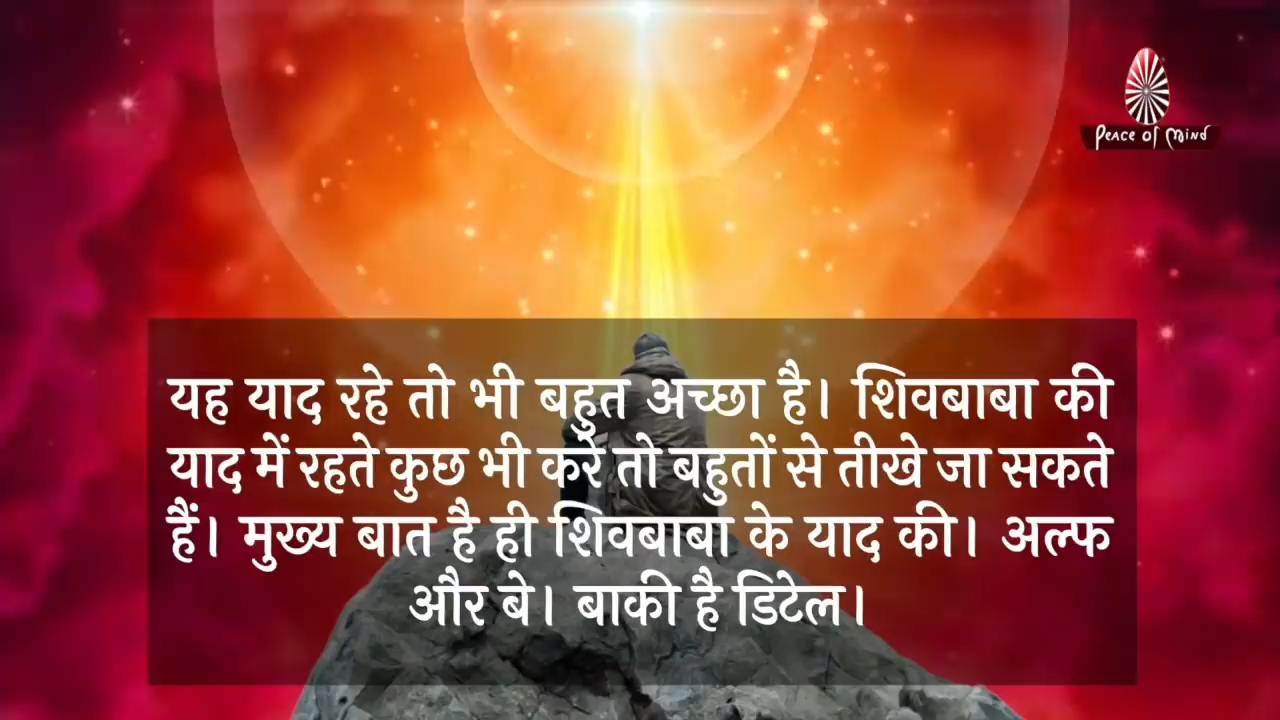 Peace of Mind
यह याद रहे तो भी बहुत अच्छा है। शिवबाबा की
याद में रहते कुछ भी करे तो बहुतों से तीखे जा सकते
हैं। मुख्य बात है ही शिवबाबा के याद की। अल्फ
और बे। बाकी है डिटेल।